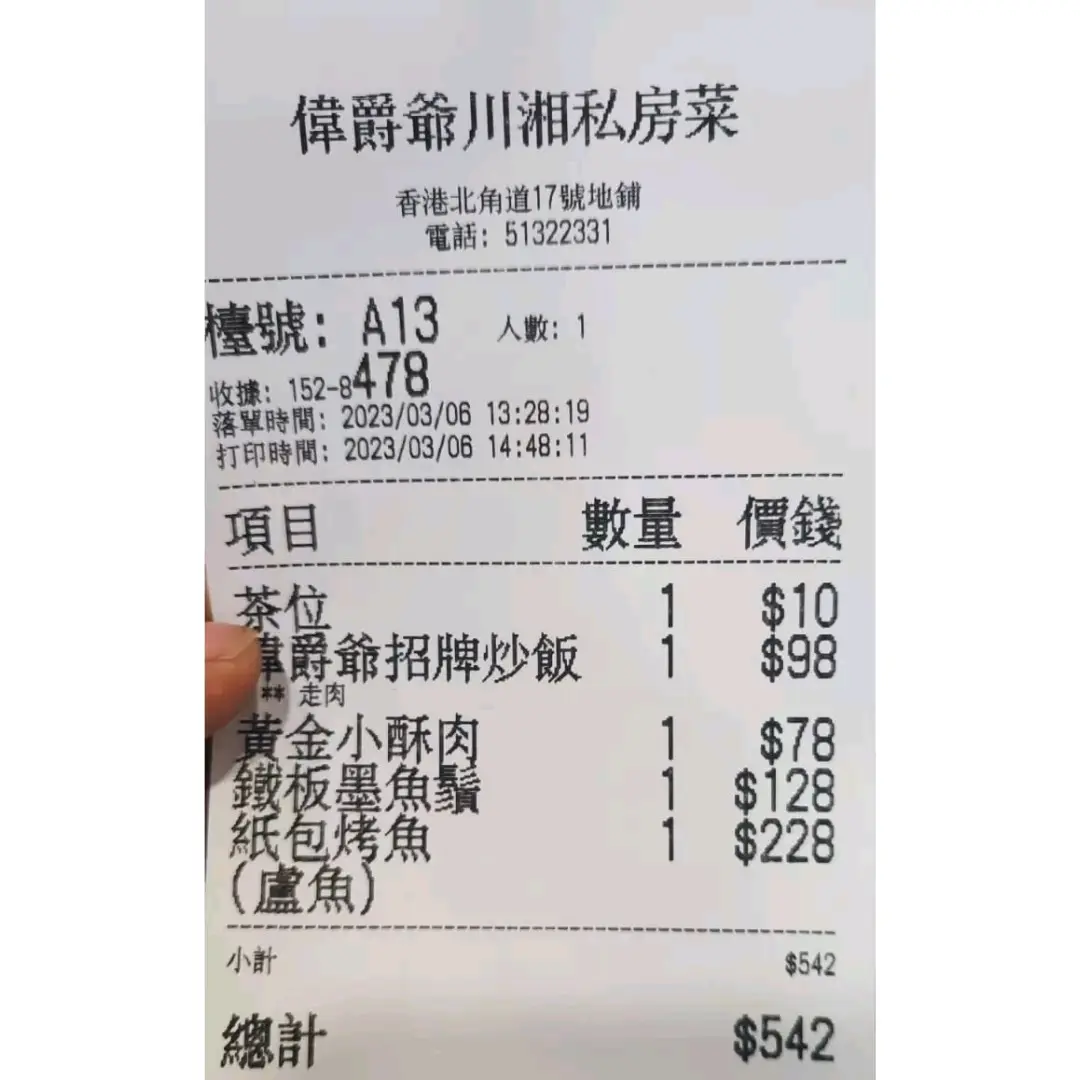 偉爵爺川湘私房菜
香港北角道17號地鋪
電話: 51322331
檯號: A13 人數: 1
收據: 152-8478
落單時間: 2023/03/06 13:28:19
打印時間: 2023/03/06 14:48:11
項目 數量 價錢
茶位 1 $10
偉爵爺招牌炒飯 1 $98
** 走肉
黃金小酥肉 1 $78
鐵板墨魚鬚 1 $128
紙包烤魚 1 $228
(盧魚)
小計 $542
總計 $542